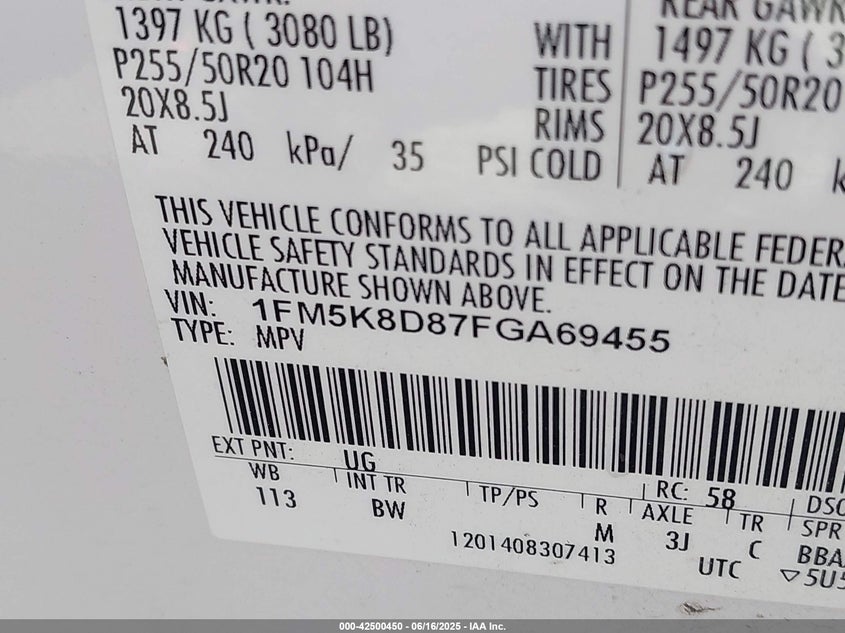 1397 KG ( 3080 LB)
P255/50R20 104H
20X8.5J
AT 240 kPa/ 35 PSI COLD
WITH
TIRES
RIMS
REAR
1497 KG (
P255/50R20
20X8.5J
AT 240
THIS VEHICLE CONFORMS TO ALL APPLICABLE
VEHICLE SAFETY STANDARDS IN EFFECT ON THE DATE
MANUFACTURE SHOWN ABOVE.
VIN: 1FM5K8D87FGA69455
TYPE: MPV
EXT PNT: UG RC: 58 DSO
WB INT TR TP/PS R AXLE TR SPR
113 BW M 3J C BBA
1201408307413 UTC ▽5U5
000-42500450 - 06/16/2025 - IAA Inc.